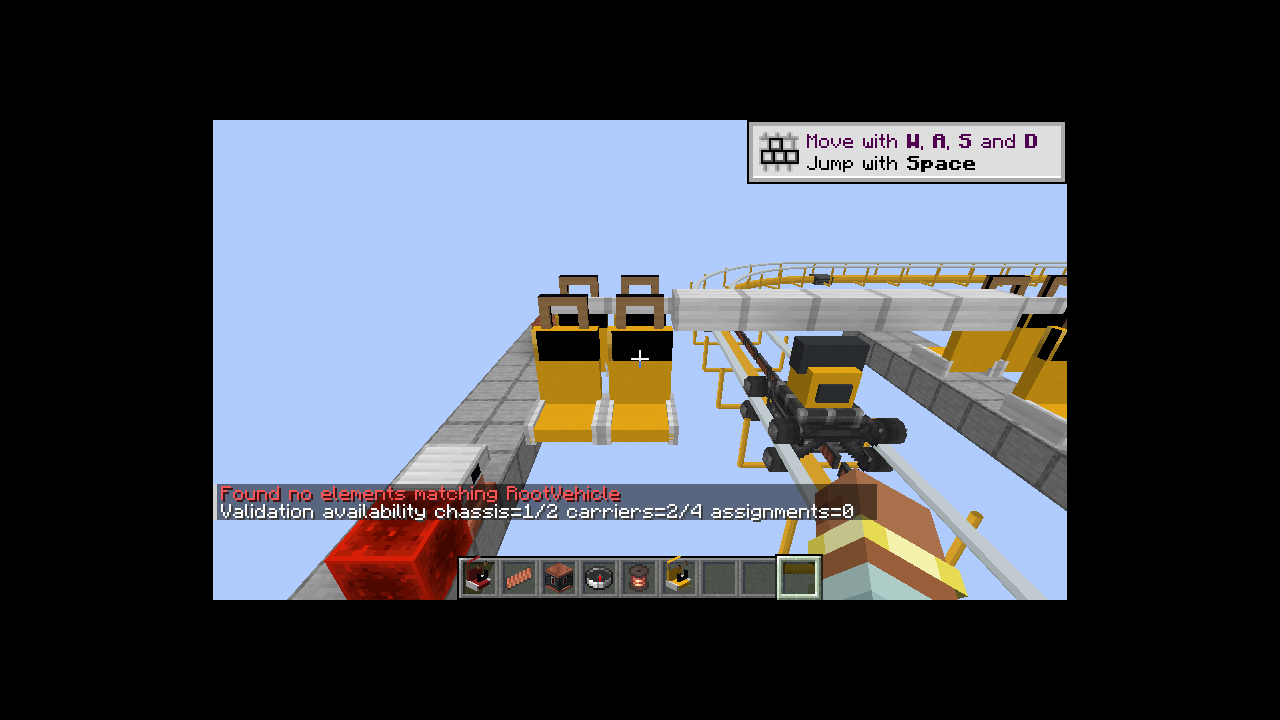 Move with W, A, S and D
Jump with Space
Found no elements matching RootVehicle
Validation availability chassis=1/2 carriers=2/4 assignments=0